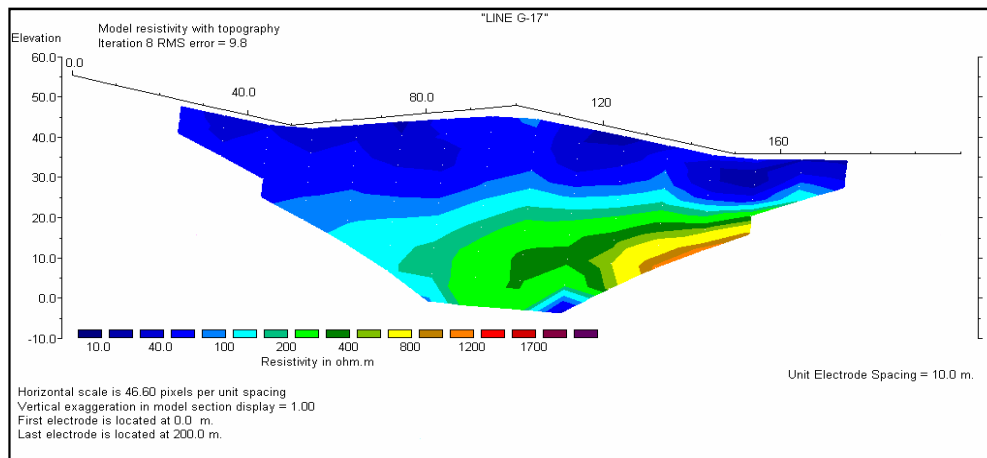 "LINE G-17"
Model resistivity with topography
Iteration 8 RMS error = 9.8
Elevation
60.0
50.0
40.0
30.0
20.0
10.0
0.0
-10.0
0.0
40.0
80.0
120
160
10.0 40.0 100 200 400 800 1200 1700
Resistivity in ohm.m
Unit Electrode Spacing = 10.0 m.
Horizontal scale is 46.60 pixels per unit spacing
Vertical exaggeration in model section display = 1.00
First electrode is located at 0.0 m.
Last electrode is located at 200.0 m.